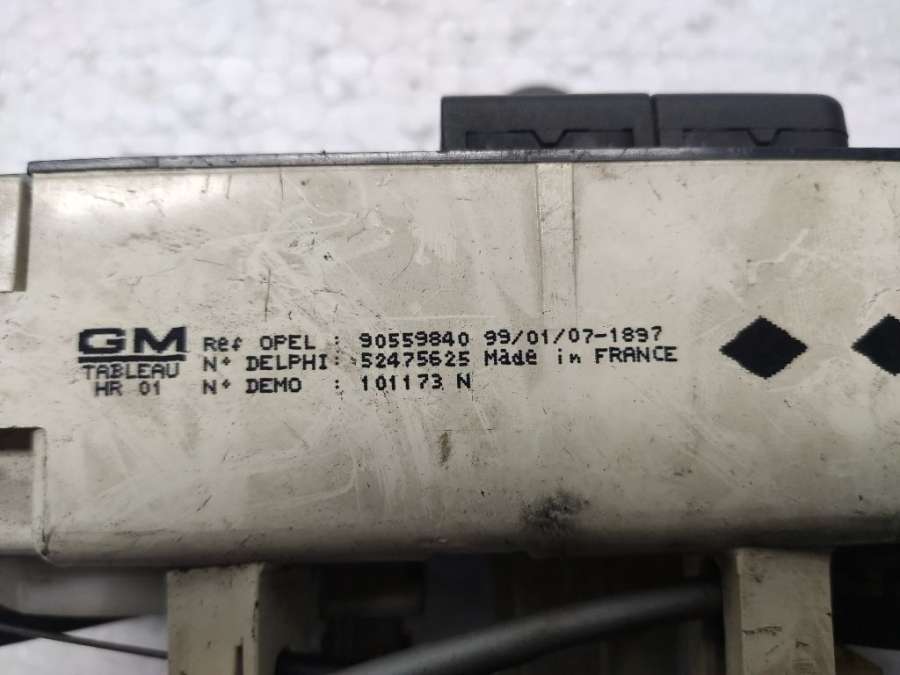 GM
TABLEAU
HR 01
Ref OPEL : 90559840 99/01/07-1897
N° DELPHI: 52475625 Made in FRANCE
N° DEMO : 101173 N